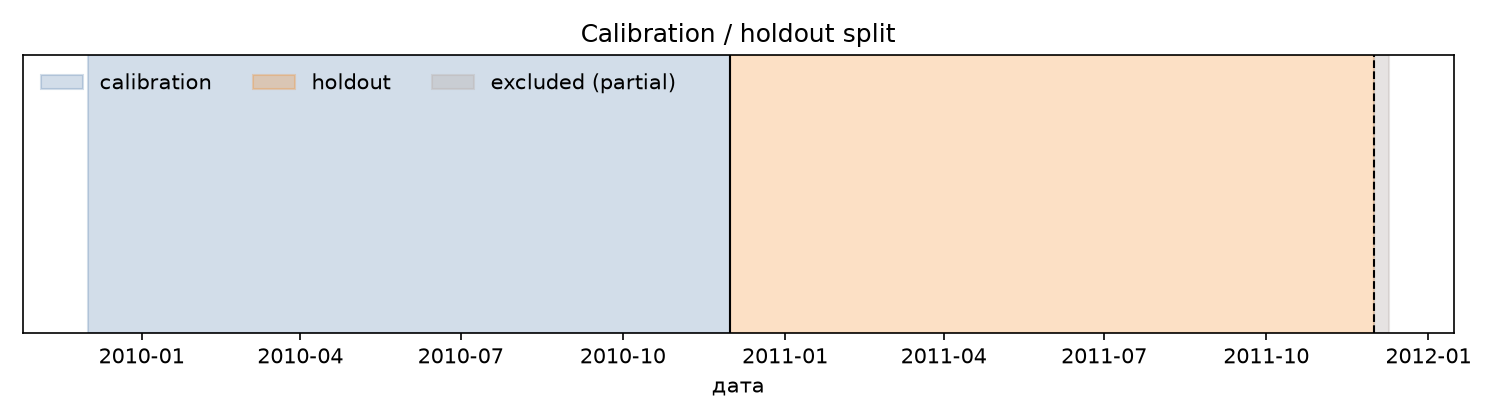 Calibration / holdout split
calibration holdout excluded (partial)
2010-01 2010-04 2010-07 2010-10 2011-01 2011-04 2011-07 2011-10 2012-01
дата